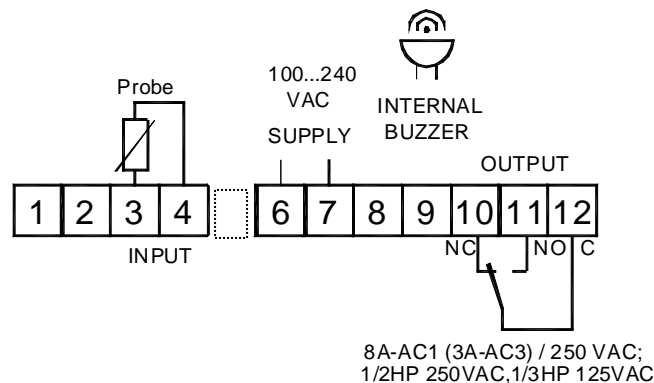 Probe
100...240
VAC
SUPPLY
INTERNAL
BUZZER
OUTPUT
1 2 3 4 6 7 8 9 10 11 12
INPUT
NC NO C
8A-AC1 (3A-AC3) / 250 VAC;
1/2HP 250VAC,1/3HP 125VAC